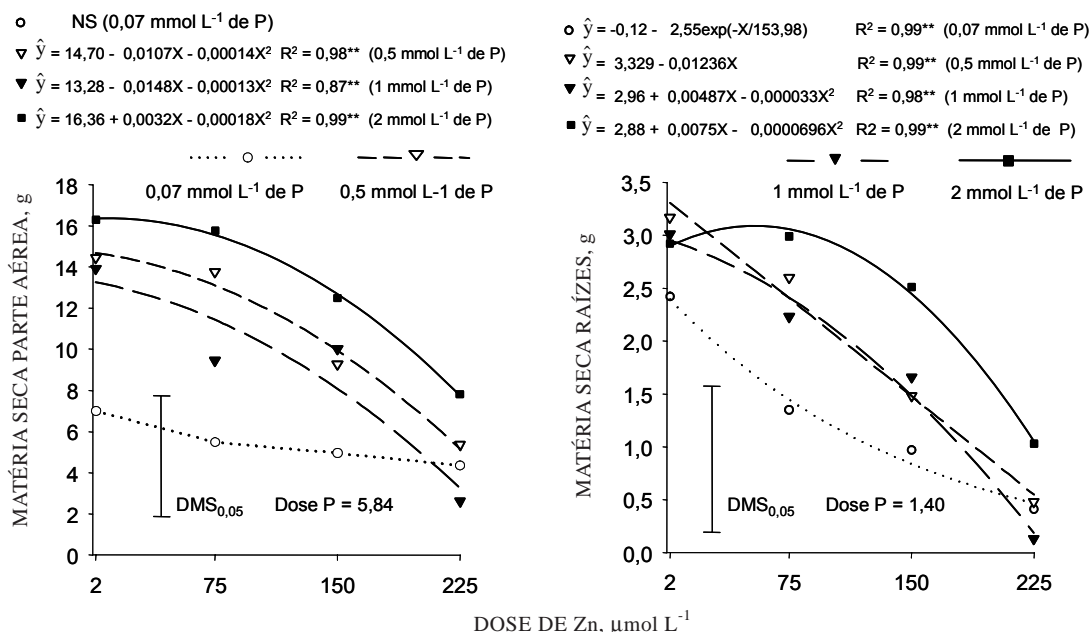 NS (0,07 mmol L⁻¹ de P)
ŷ = 14,70 - 0,0107X - 0,00014X² R² = 0,98** (0,5 mmol L⁻¹ de P)
ŷ = 13,28 - 0,0148X - 0,00013X² R² = 0,87** (1 mmol L⁻¹ de P)
ŷ = 16,36 + 0,0032X - 0,00018X² R² = 0,99** (2 mmol L⁻¹ de P)
ŷ = -0,12 - 2,55exp(-X/153,98) R² = 0,99** (0,07 mmol L⁻¹ de P)
ŷ = 3,329 - 0,01236X R² = 0,99** (0,5 mmol L⁻¹ de P)
ŷ = 2,96 + 0,00487X - 0,000033X² R² = 0,98** (1 mmol L⁻¹ de P)
ŷ = 2,88 + 0,0075X - 0,0000696X² R2 = 0,99** (2 mmol L⁻¹ de P)
0,07 mmol L⁻¹ de P
0,5 mmol L-1 de P
1 mmol L⁻¹ de P
2 mmol L⁻¹ de P
MATÉRIA SECA PARTE AÉREA, g
18
16
14
12
10
8
6
4
2
0
DMS0,05 Dose P = 5,84
2 75 150 225
MATÉRIA SECA RAÍZES, g
3,5
3,0
2,5
2,0
1,5
1,0
0,5
0,0
DMS0,05 Dose P = 1,40
2 75 150 225
DOSE DE Zn, μmol L⁻¹